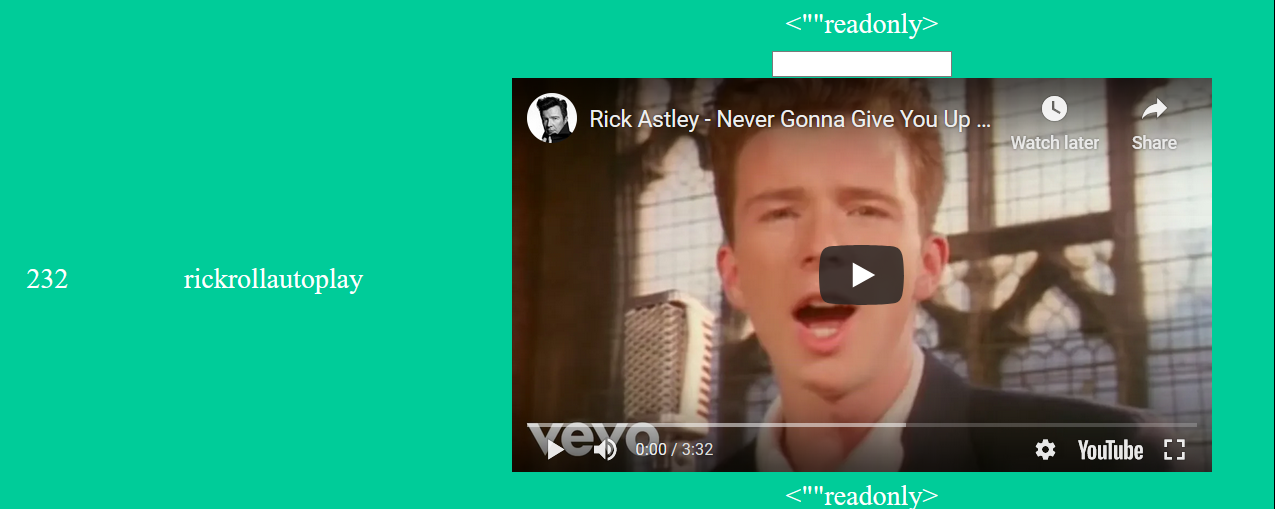 <""readonly>
Rick Astley - Never Gonna Give You Up ...
Watch later
Share
232
rickrollautoplay
vevo
0:00 / 3:32
YouTube
<""readonly>